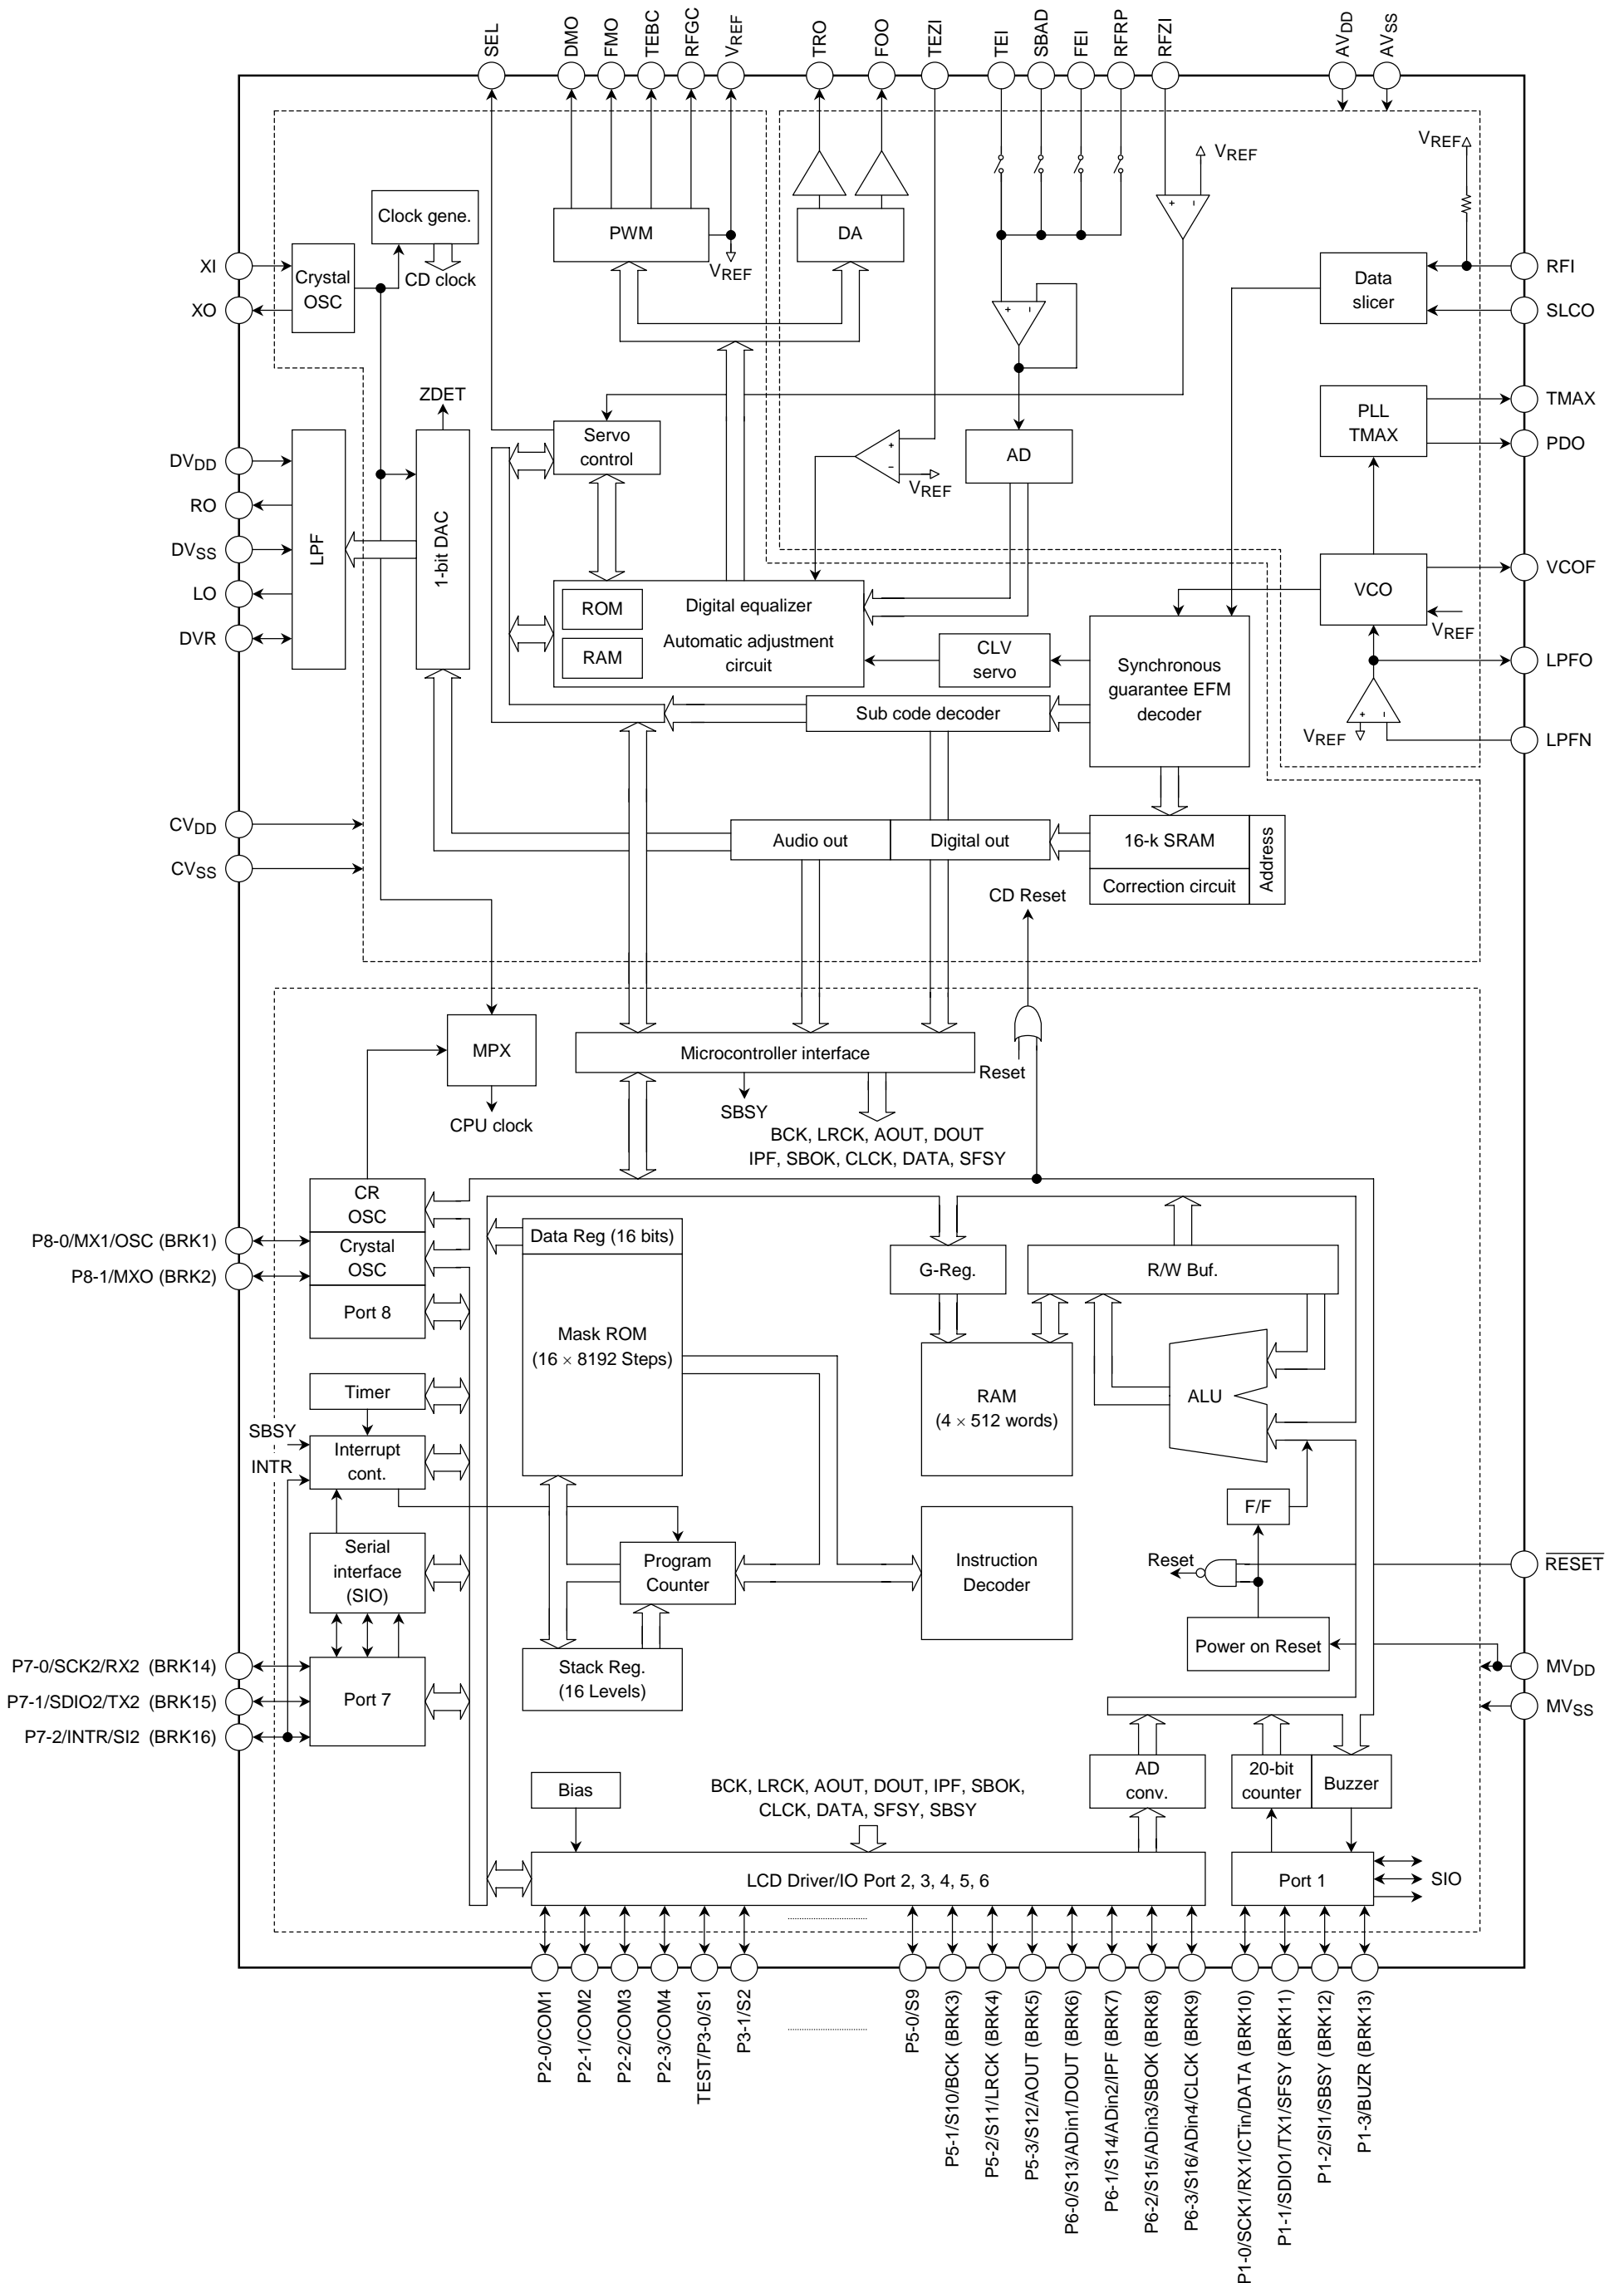 SEL
DMO
FMO
TEBC
RFGC
VREF
TRO
FOO
TEZI
TEI
SBAD
FEI
RFRP
RFZI
AVDD
AVSS
VREF
VREF
Clock gene.
CD clock
PWM
VREF
DA
XI
XO
Crystal
OSC
Data
slicer
RFI
SLCO
+ −
+ −
ZDET
Servo
control
+
−
VREF
AD
PLL
TMAX
TMAX
PDO
DVDD
RO
DVSS
LO
DVR
LPF
1-bit DAC
ROM
RAM
Digital equalizer
Automatic adjustment
circuit
CLV
servo
Synchronous
guarantee EFM
decoder
VCO
VREF
VCOF
LPFO
+ −
VREF
LPFN
Sub code decoder
CVDD
CVSS
Audio out
Digital out
16-k SRAM
Correction circuit
Address
CD Reset
MPX
CPU clock
Microcontroller interface
Reset
SBSY
BCK, LRCK, AOUT, DOUT
IPF, SBOK, CLCK, DATA, SFSY
CR
OSC
Crystal
OSC
Port 8
P8-0/MX1/OSC (BRK1)
P8-1/MXO (BRK2)
Data Reg (16 bits)
Mask ROM
(16 × 8192 Steps)
G-Reg.
R/W Buf.
RAM
(4 × 512 words)
ALU
Timer
SBSY
INTR
Interrupt
cont.
F/F
Serial
interface
(SIO)
Program
Counter
Instruction
Decoder
Reset
RESET
Power on Reset
P7-0/SCK2/RX2 (BRK14)
P7-1/SDIO2/TX2 (BRK15)
P7-2/INTR/SI2 (BRK16)
Port 7
Stack Reg.
(16 Levels)
MVDD
MVSS
Bias
BCK, LRCK, AOUT, DOUT, IPF, SBOK,
CLCK, DATA, SFSY, SBSY
AD
conv.
20-bit
counter
Buzzer
LCD Driver/IO Port 2, 3, 4, 5, 6
Port 1
SIO
P2-0/COM1
P2-1/COM2
P2-2/COM3
P2-3/COM4
TEST/P3-0/S1
P3-1/S2
P5-0/S9
P5-1/S10/BCK (BRK3)
P5-2/S11/LRCK (BRK4)
P5-3/S12/AOUT (BRK5)
P6-0/S13/ADin1/DOUT (BRK6)
P6-1/S14/ADin2/IPF (BRK7)
P6-2/S15/ADin3/SBOK (BRK8)
P6-3/S16/ADin4/CLCK (BRK9)
P1-0/SCK1/RX1/CTin/DATA (BRK10)
P1-1/SDIO1/TX1/SFSY (BRK11)
P1-2/SI1/SBSY (BRK12)
P1-3/BUZR (BRK13)